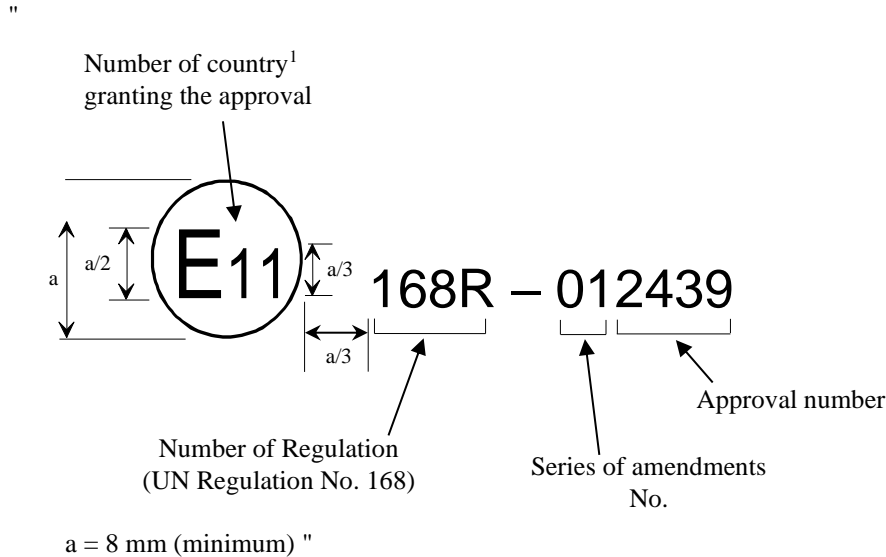 "
Number of country1
granting the approval
a
a/2
E11
a/3
168R – 012439
a/3
Approval number
Number of Regulation
(UN Regulation No. 168)
Series of amendments
No.
a = 8 mm (minimum) "